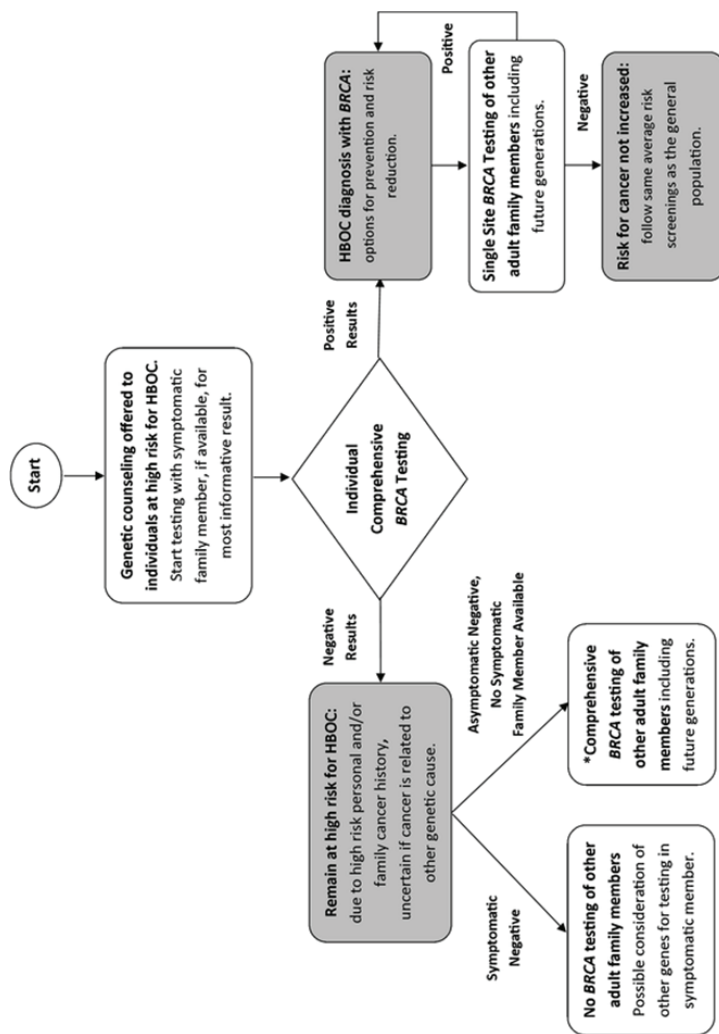 Start
Genetic counseling offered to
individuals at high risk for HBOC.
Start testing with symptomatic
family member, if available, for
most informative result.
Individual
Comprehensive
BRCA Testing
Negative
Results
Positive
Results
Remain at high risk for HBOC:
due to high risk personal and/or
family cancer history,
uncertain if cancer is related to
other genetic cause.
HBOC diagnosis with BRCA:
options for prevention and risk
reduction.
Symptomatic
Negative
Asymptomatic Negative,
No Symptomatic
Family Member Available
Single Site BRCA Testing of other
adult family members including
future generations.
Positive
Negative
No BRCA testing of other
adult family members
Possible consideration of
other genes for testing in
symptomatic member.
*Comprehensive
BRCA testing of
other adult family
members including
future generations.
Risk for cancer not increased:
follow same average risk
screenings as the general
population.